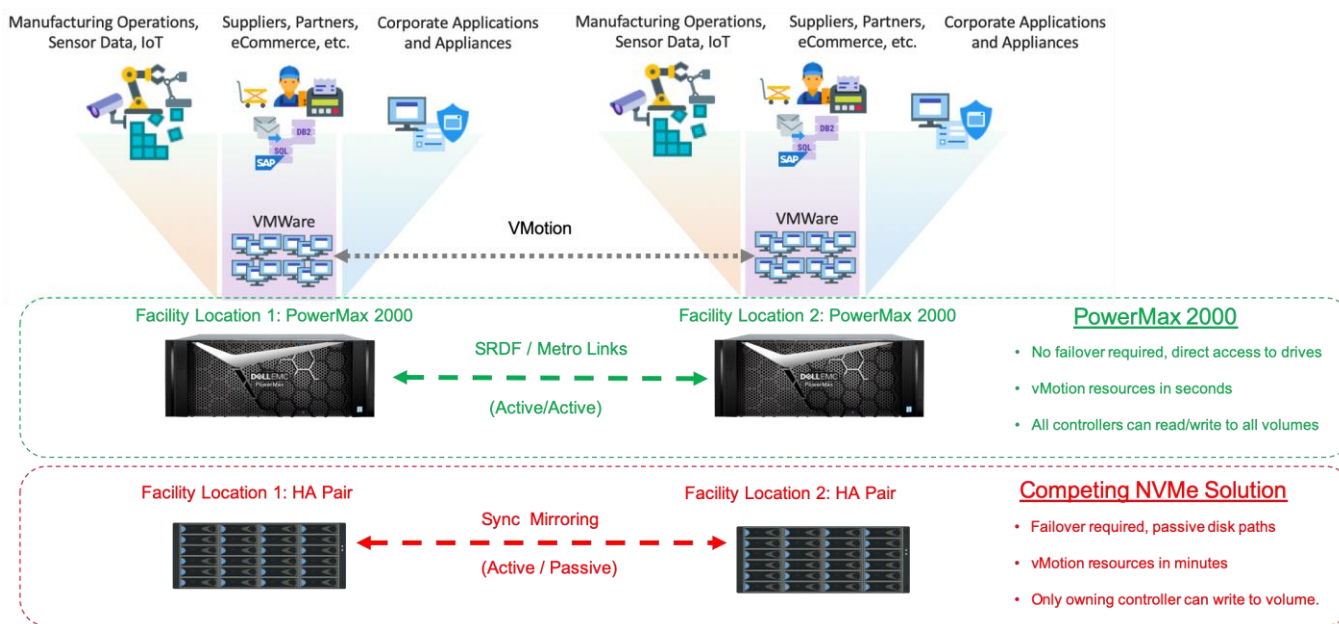 Manufacturing Operations,
Sensor Data, IoT
Suppliers, Partners,
eCommerce, etc.
Corporate Applications
and Appliances
DB2
SQL
SAP
VMWare
Manufacturing Operations,
Sensor Data, IoT
Suppliers, Partners,
eCommerce, etc.
Corporate Applications
and Appliances
DB2
SQL
SAP
VMWare
VMotion
Facility Location 1: PowerMax 2000
DELLEMC
PowerMax
SRDF / Metro Links
(Active/Active)
Facility Location 2: PowerMax 2000
DELLEMC
PowerMax
PowerMax 2000
• No failover required, direct access to drives
• vMotion resources in seconds
• All controllers can read/write to all volumes
Facility Location 1: HA Pair
Sync Mirroring
(Active / Passive)
Facility Location 2: HA Pair
Competing NVMe Solution
• Failover required, passive disk paths
• vMotion resources in minutes
• Only owning controller can write to volume.